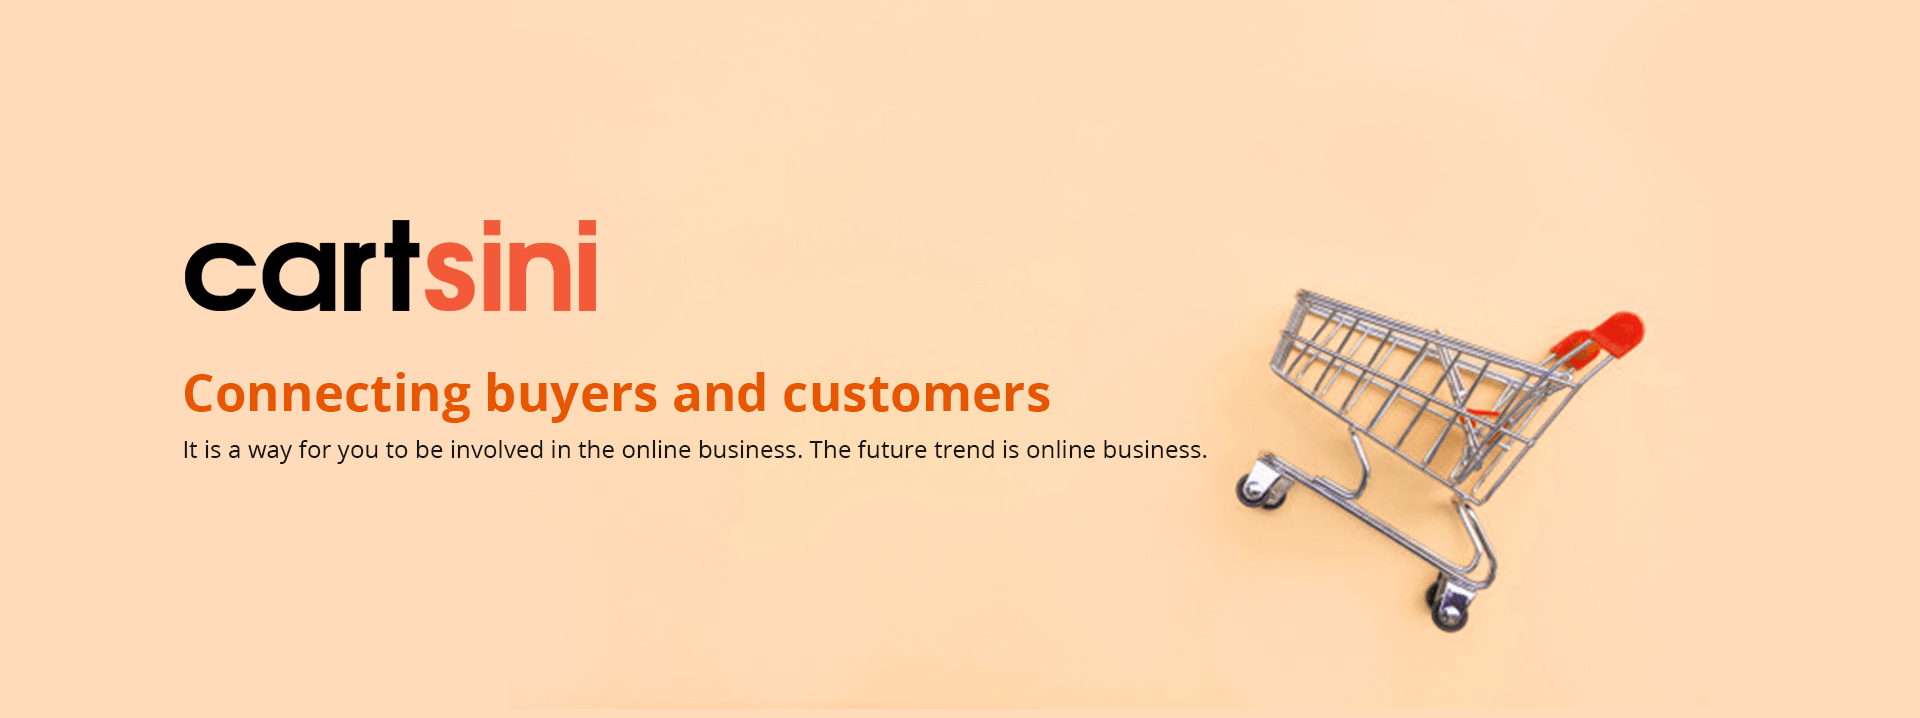 cartsini
Connecting buyers and customers
It is a way for you to be involved in the online business. The future trend is online business.